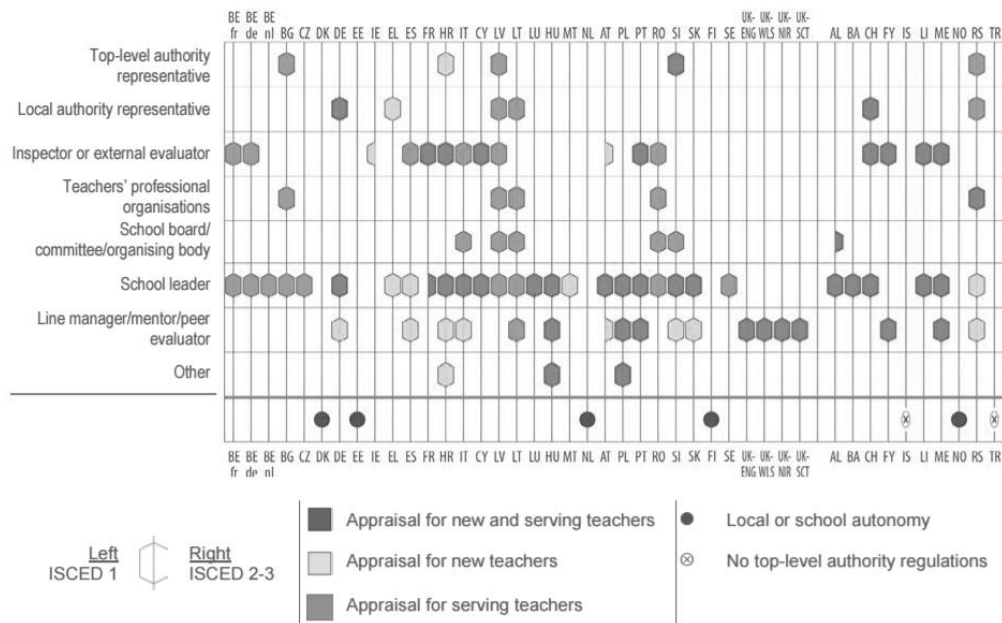 BE BE BE UK- UK- UK- UK-
fr de nl BG CZ DK DE EE IE EL ES FR HR IT CY LV LT LU HU MT NL AT PL PT RO SI SK FI SE ENG WLS NIR SCT AL BA CH FY IS LI ME NO RS TR
Top-level authority
representative
Local authority representative
Inspector or external evaluator
Teachers' professional
organisations
School board/
committee/organising body
School leader
Line manager/mentor/peer
evaluator
Other
BE BE BE BG CZ DK DE EE IE EL ES FR HR IT CY LV LT LU HU MT NL AT PL PT RO SI SK FI SE UK- UK- UK- UK- AL BA CH FY IS LI ME NO RS TR
fr de nl ENG WLS NIR SCT
Left
ISCED 1
Right
ISCED 2-3
Appraisal for new and serving teachers
Appraisal for new teachers
Appraisal for serving teachers
Local or school autonomy
No top-level authority regulations